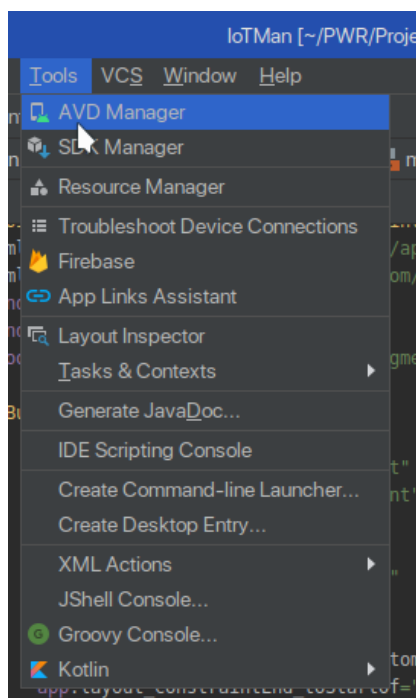 IoTMan [~/PWR/Proje
Tools VCS Window Help
AVD Manager
SDK Manager
Resource Manager
Troubleshoot Device Connections
Firebase
App Links Assistant
Layout Inspector
Tasks & Contexts
Generate JavaDoc...
IDE Scripting Console
Create Command-line Launcher...
Create Desktop Entry...
XML Actions
JShell Console...
G Groovy Console...
Kotlin